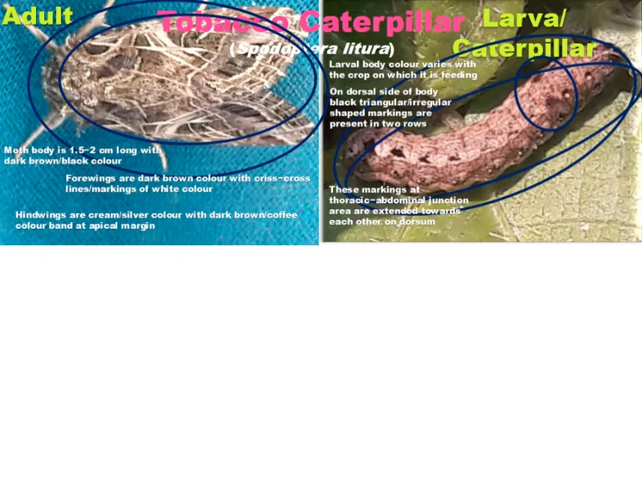 Adult
Tobacco Caterpillar
(Spodoptera litura)
Larva/
Caterpillar
Moth body is 1.5–2 cm long with
dark brown/black colour
Forewings are dark brown colour with criss–cross
lines/markings of white colour
Hindwings are cream/silver colour with dark brown/coffee
colour band at apical margin
Larval body colour varies with
the crop on which it is feeding
On dorsal side of body
black triangular/irregular
shaped markings are
present in two rows
These markings at
thoracic–abdominal junction
area are extended towards
each other on dorsum